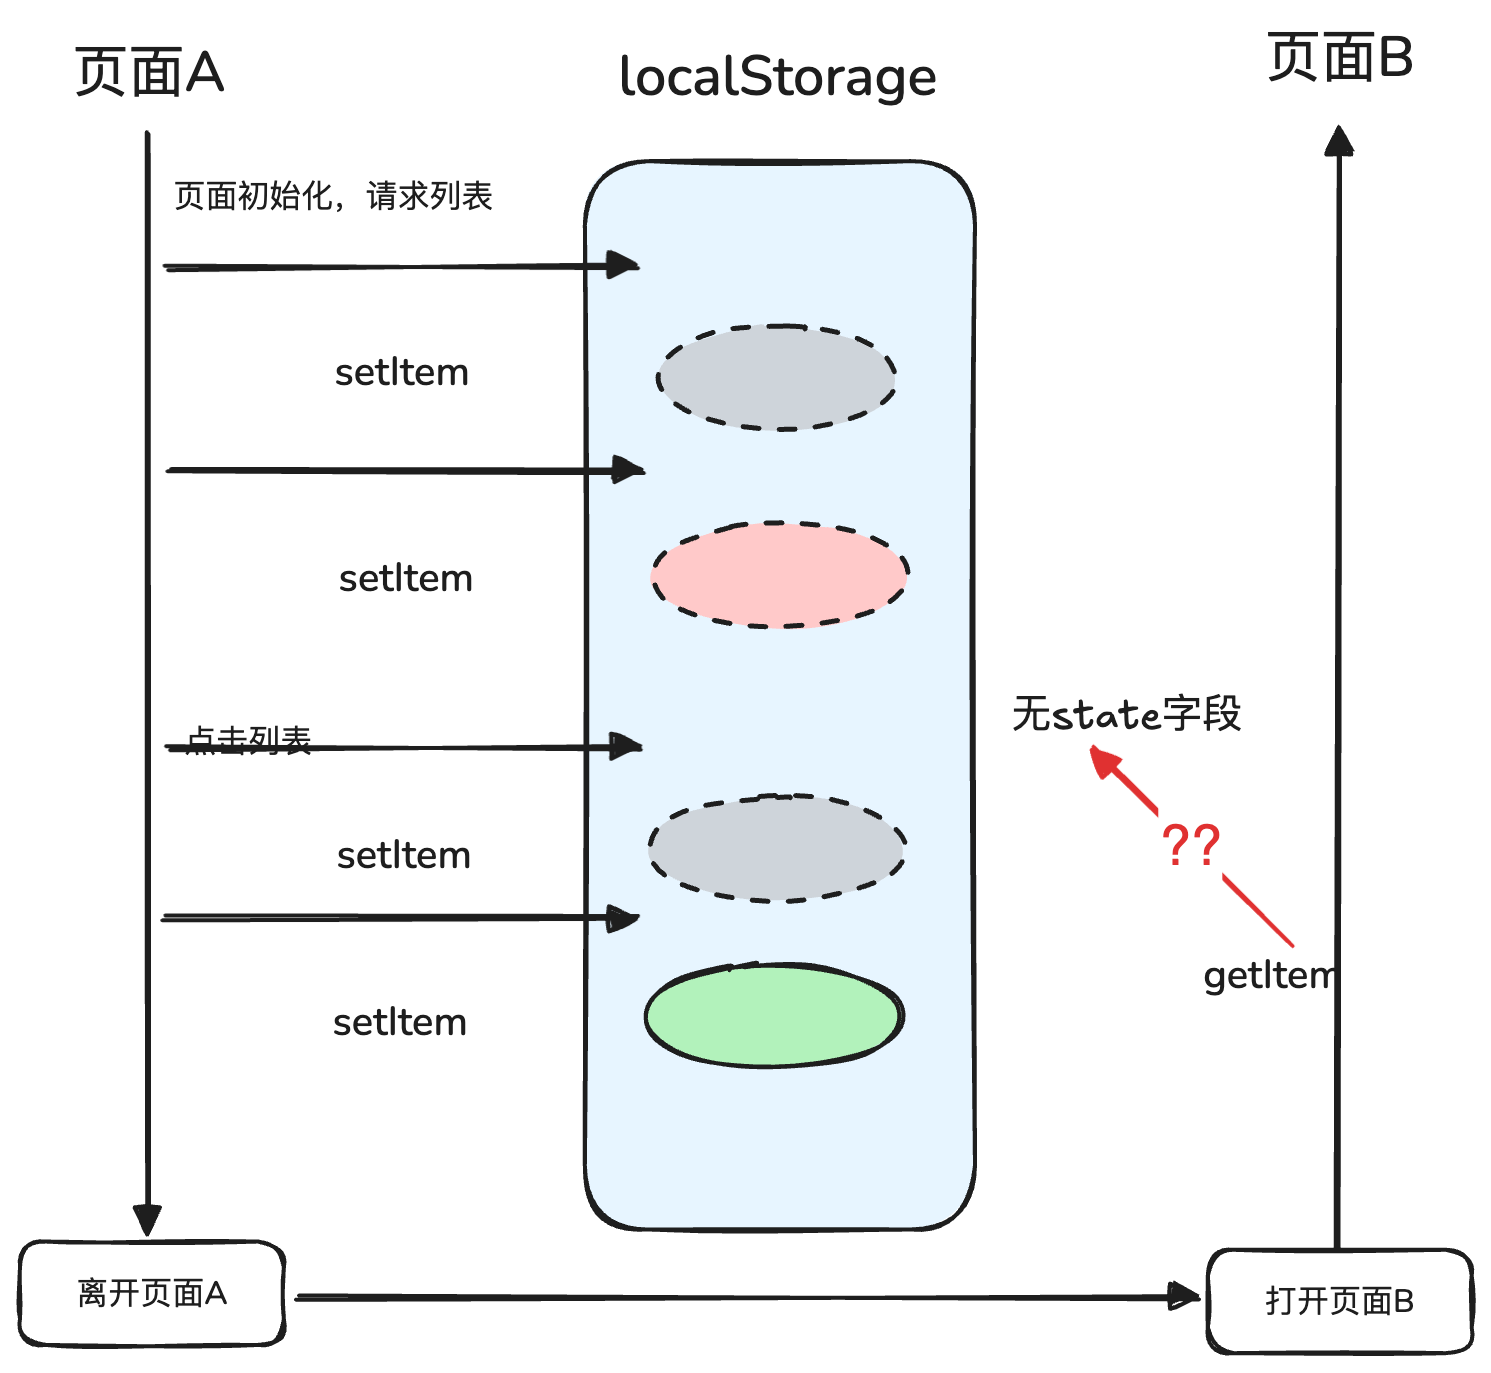 页面A
localStorage
页面B
页面初始化，请求列表
setItem
setItem
无state字段
点击列表
??
setItem
getItem
setItem
离开页面A
打开页面B